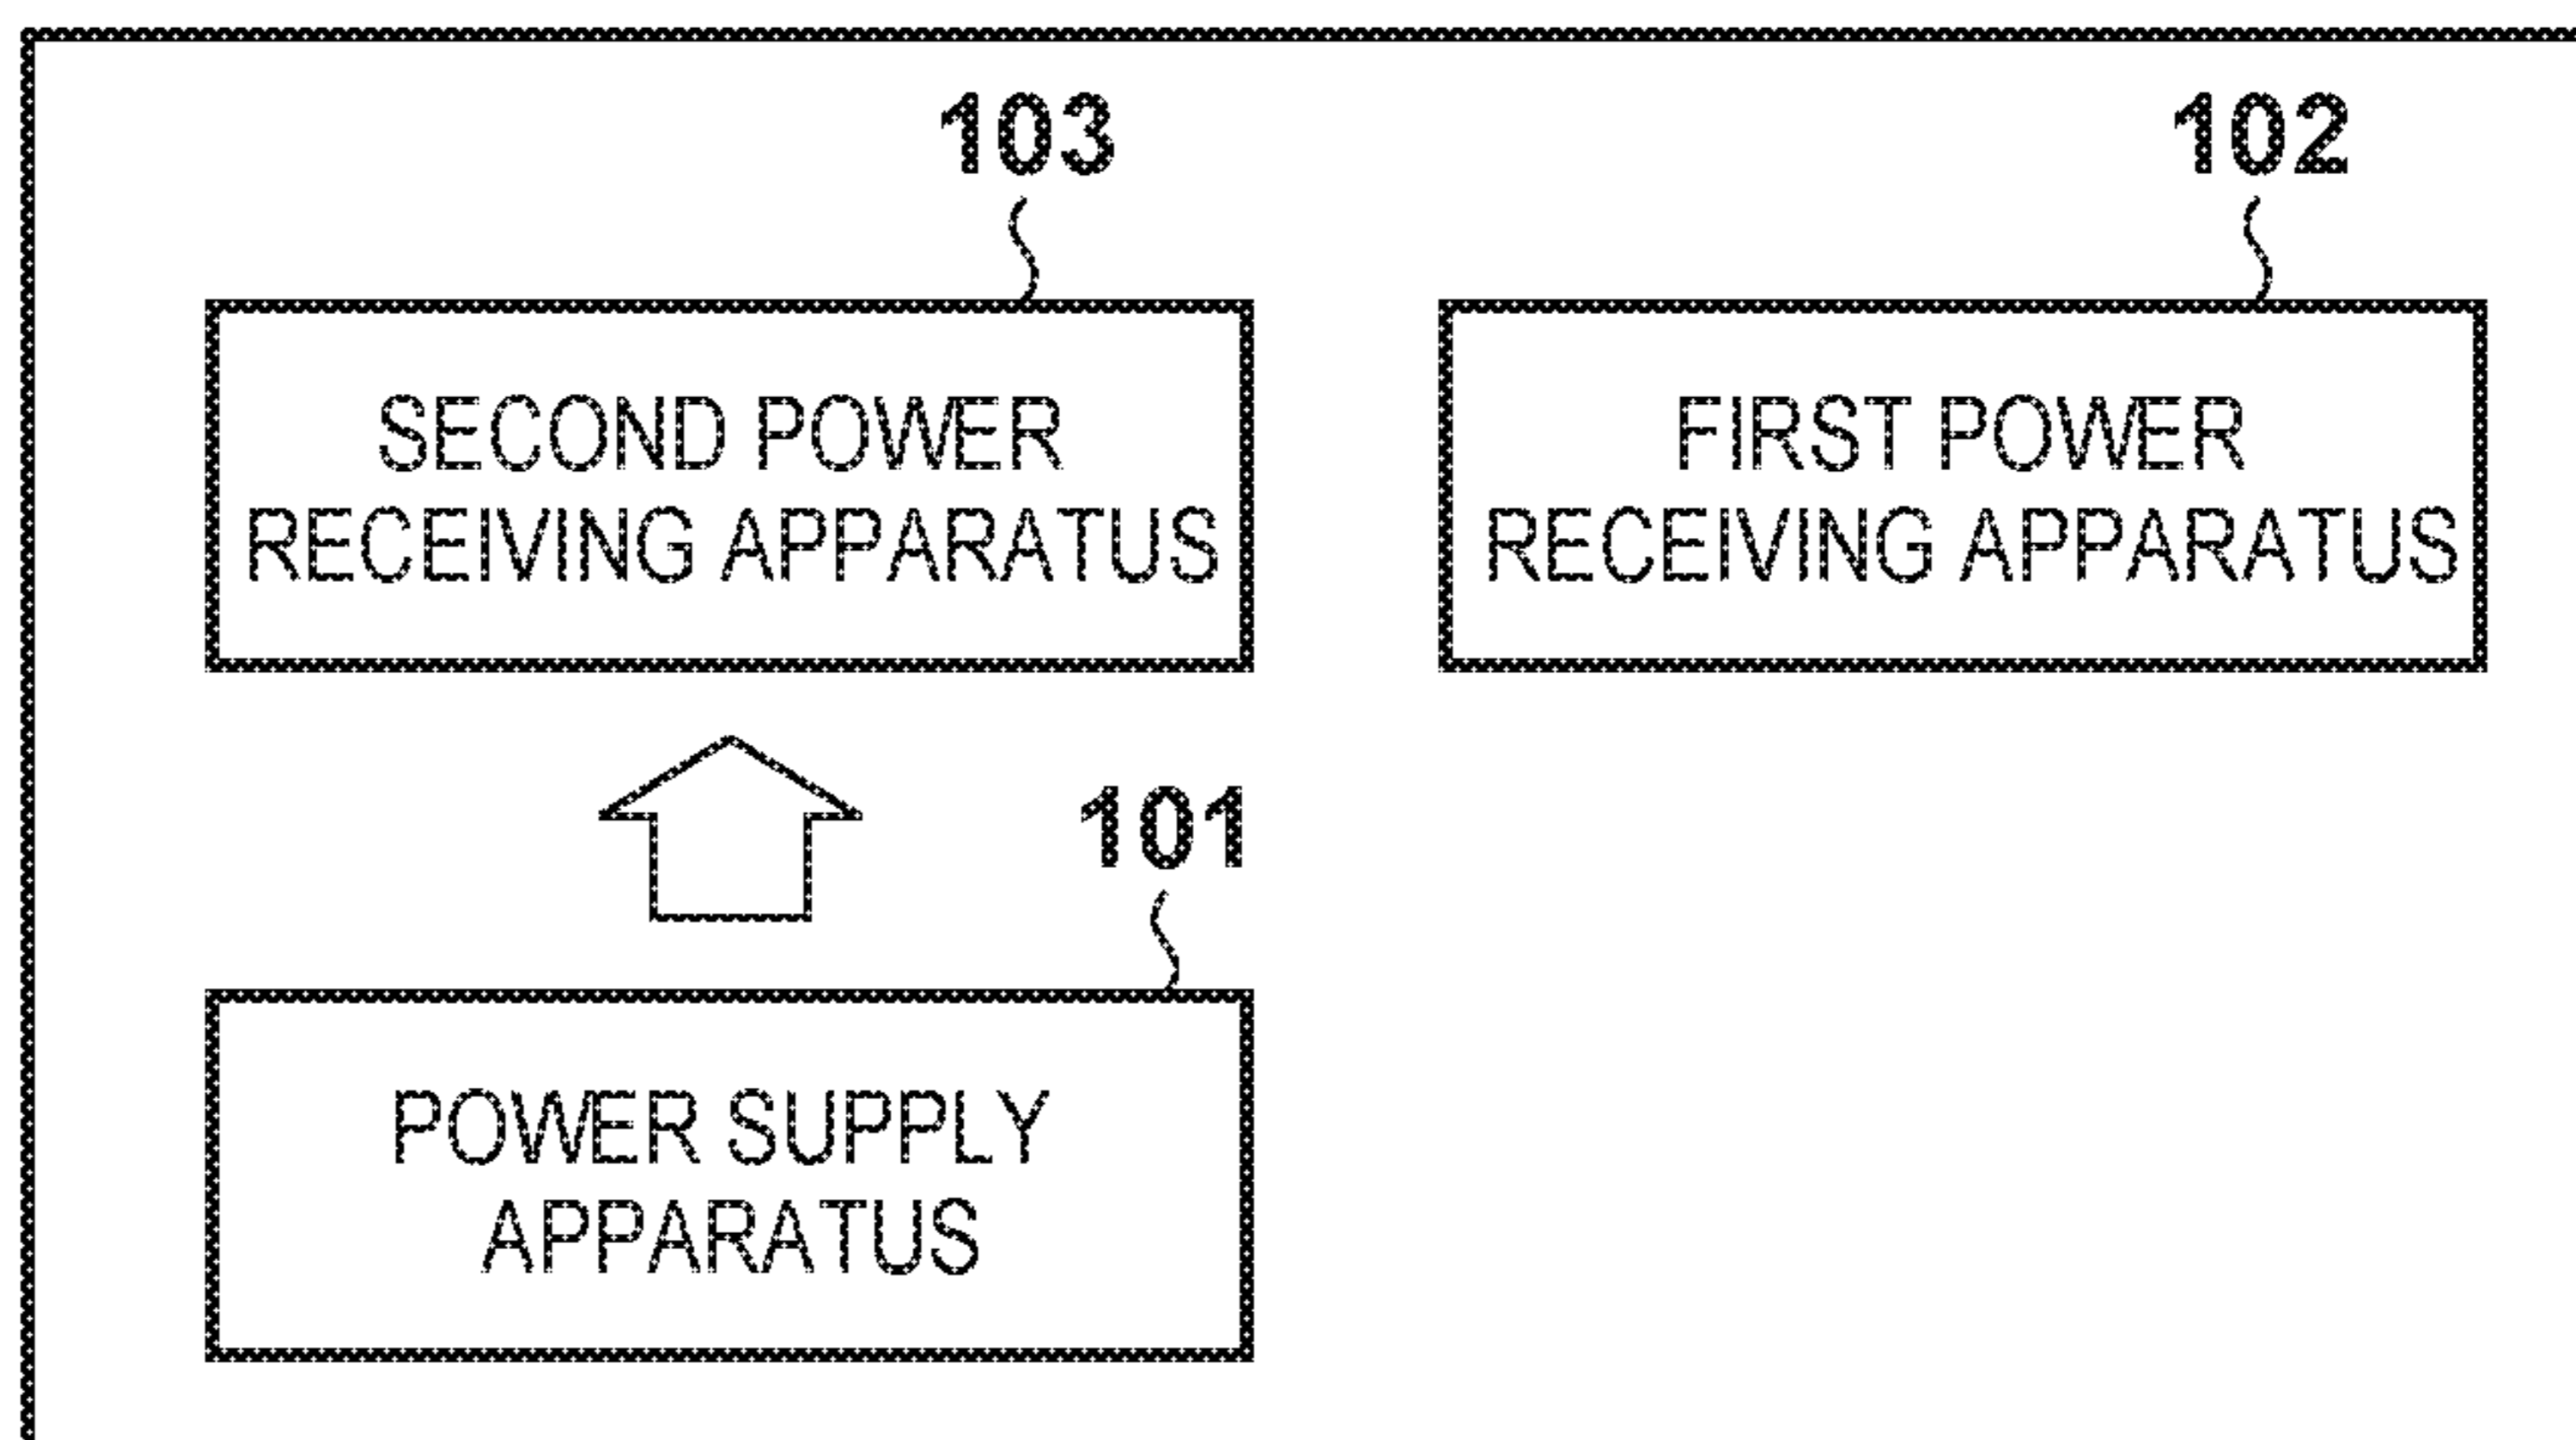 103
102
SECOND POWER
RECEIVING APPARATUS
FIRST POWER
RECEIVING APPARATUS
101
POWER SUPPLY
APPARATUS